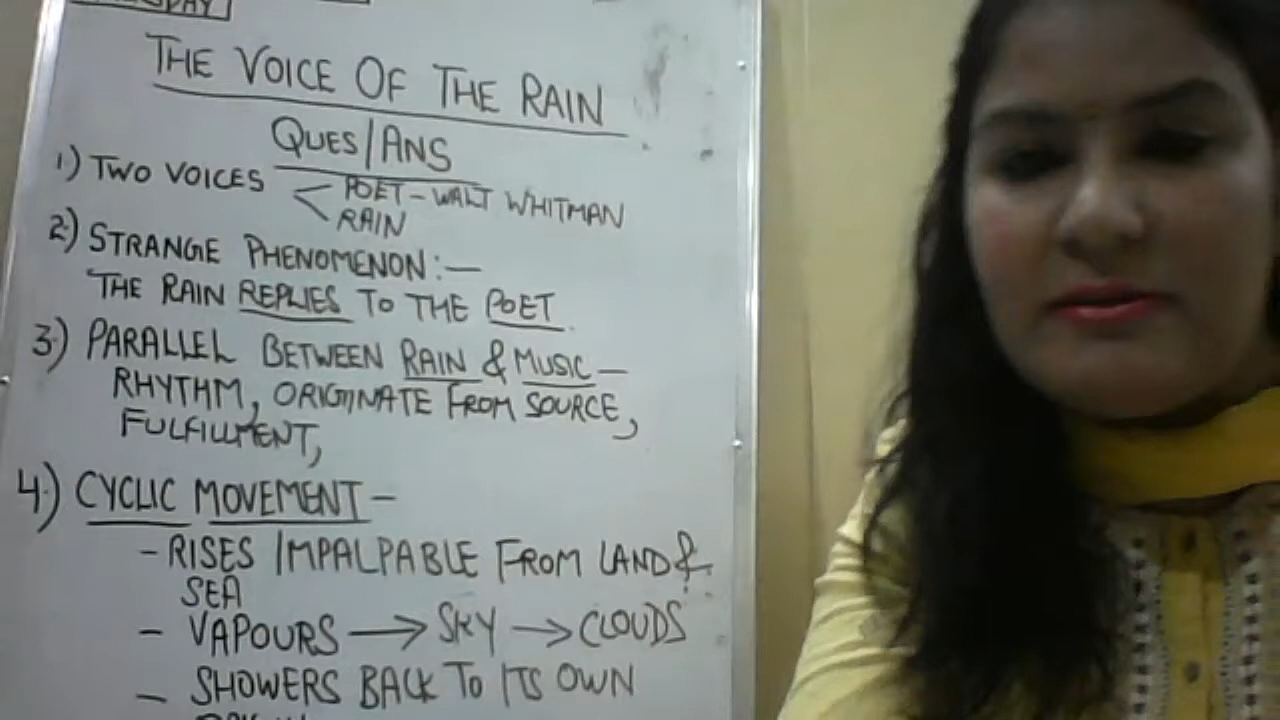 THE VOICE OF THE RAIN
QUES/ANS
1) TWO VOICES < POET - WALT WHITMAN
RAIN
2) STRANGE PHENOMENON:—
THE RAIN REPLIES TO THE POET.
3) PARALLEL BETWEEN RAIN & MUSIC —
RHYTHM, ORIGINATE FROM SOURCE,
FULFILLMENT,
4) CYCLIC MOVEMENT —
- RISES IMPALPABLE FROM LAND &
SEA
- VAPOURS → SKY → CLOUDS
- SHOWERS BACK TO ITS OWN